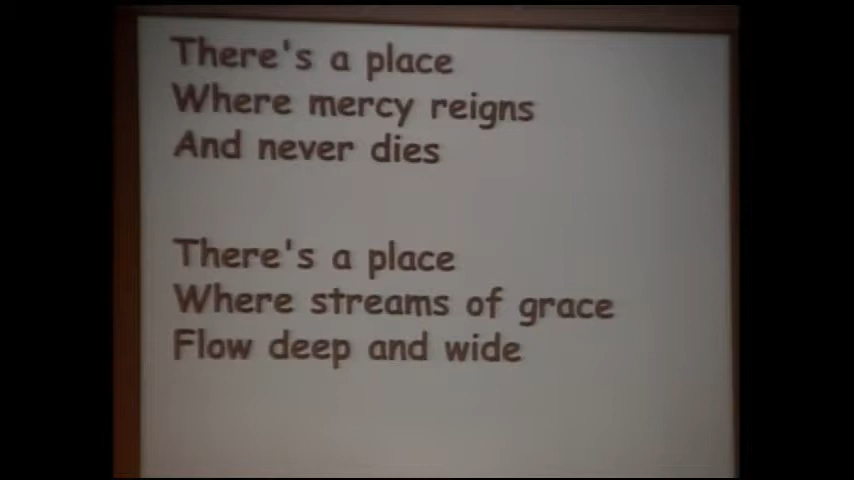 There's a place
Where mercy reigns
And never dies
There's a place
Where streams of grace
Flow deep and wide